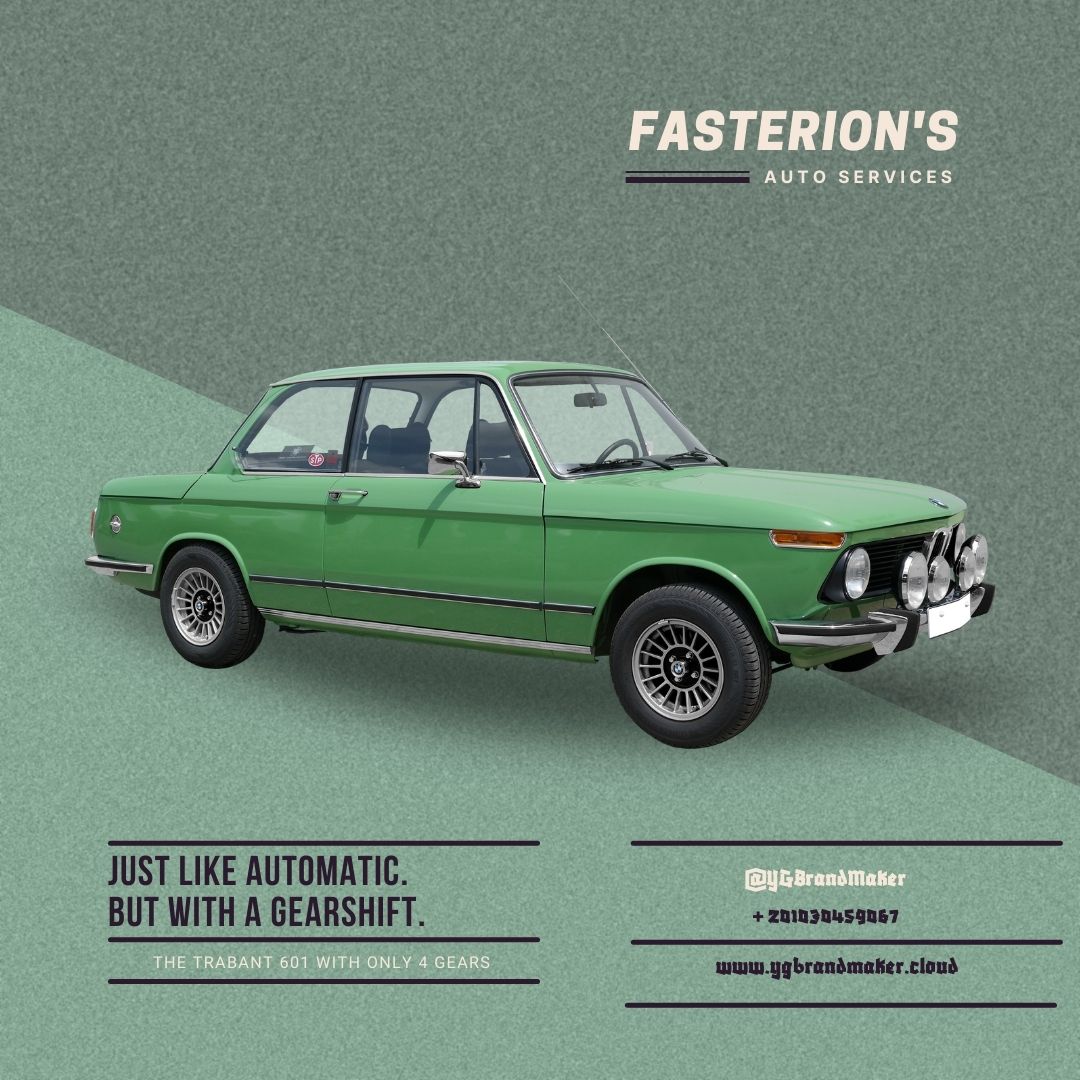 FASTERION'S
AUTO SERVICES
STP
JUST LIKE AUTOMATIC.
BUT WITH A GEARSHIFT.
THE TRABANT 601 WITH ONLY 4 GEARS
@YGBrandMaker
+201030459067
www.ygbrandmaker.cloud